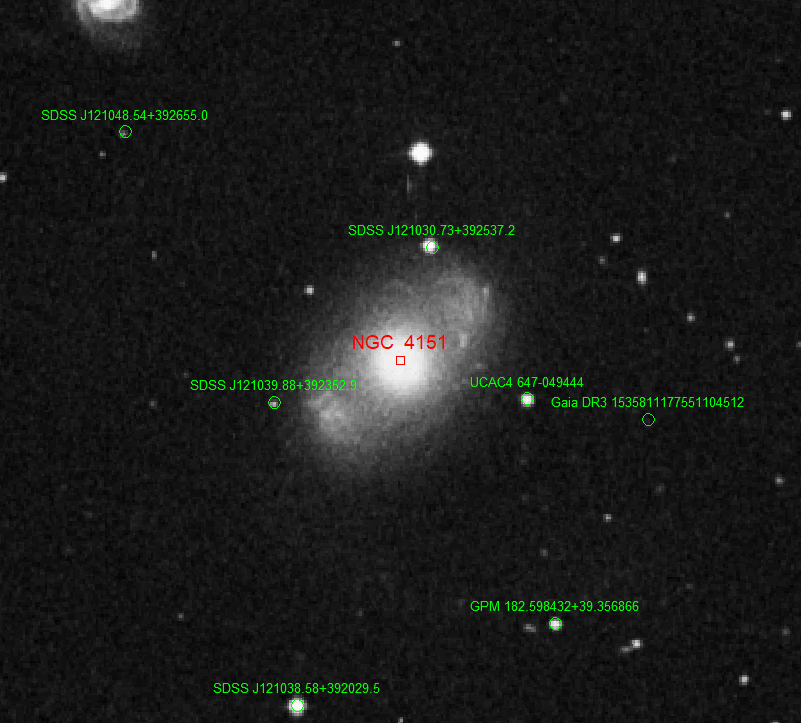 SDSS J121048.54+392655.0
SDSS J121030.73+392537.2
NGC 4151
SDSS J121039.88+392352.9
UCAC4 647-049444
Gaia DR3 1535811177551104512
GPM 182.598432+39.356866
SDSS J121038.58+392029.5